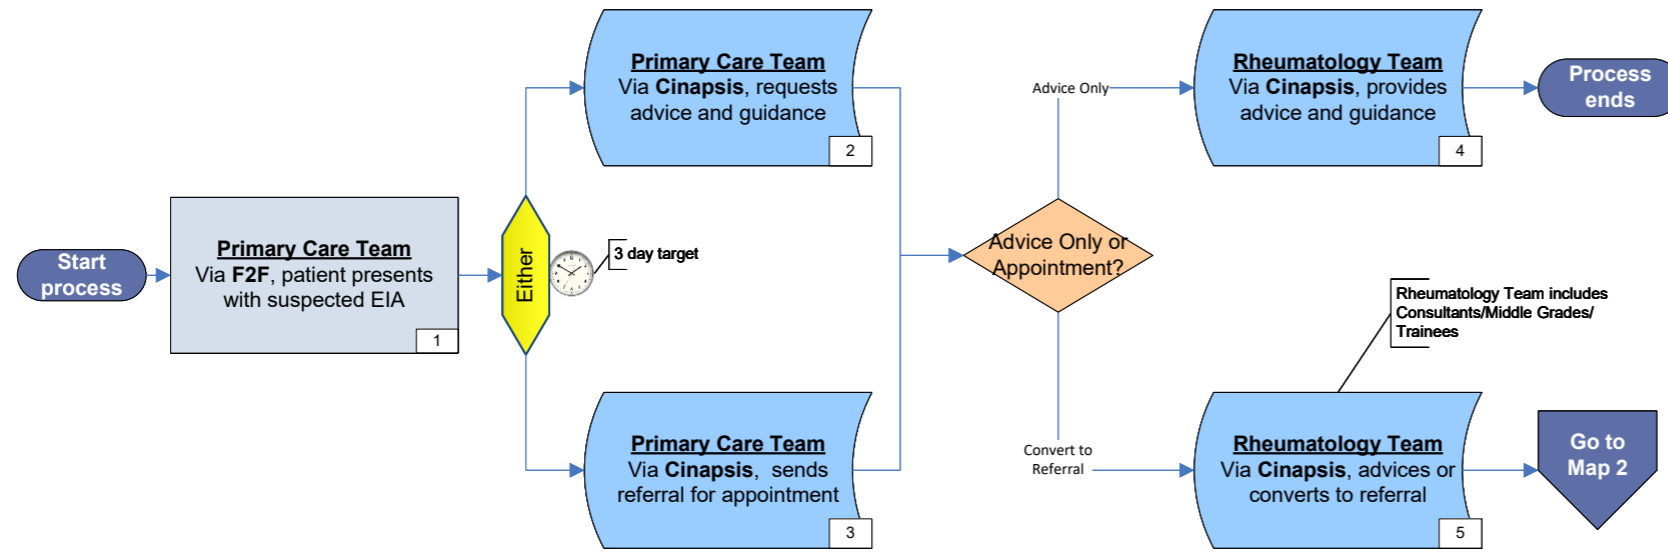 Start
process
Primary Care Team
Via F2F, patient presents
with suspected EIA
1
Either
3 day target
Primary Care Team
Via Cinapsis, requests
advice and guidance
2
Primary Care Team
Via Cinapsis, sends
referral for appointment
3
Advice Only or
Appointment?
Advice Only
Rheumatology Team
Via Cinapsis, provides
advice and guidance
4
Process
ends
Convert to
Referral
Rheumatology Team includes
Consultants/Middle Grades/
Trainees
Rheumatology Team
Via Cinapsis, advices or
converts to referral
5
Go to
Map 2